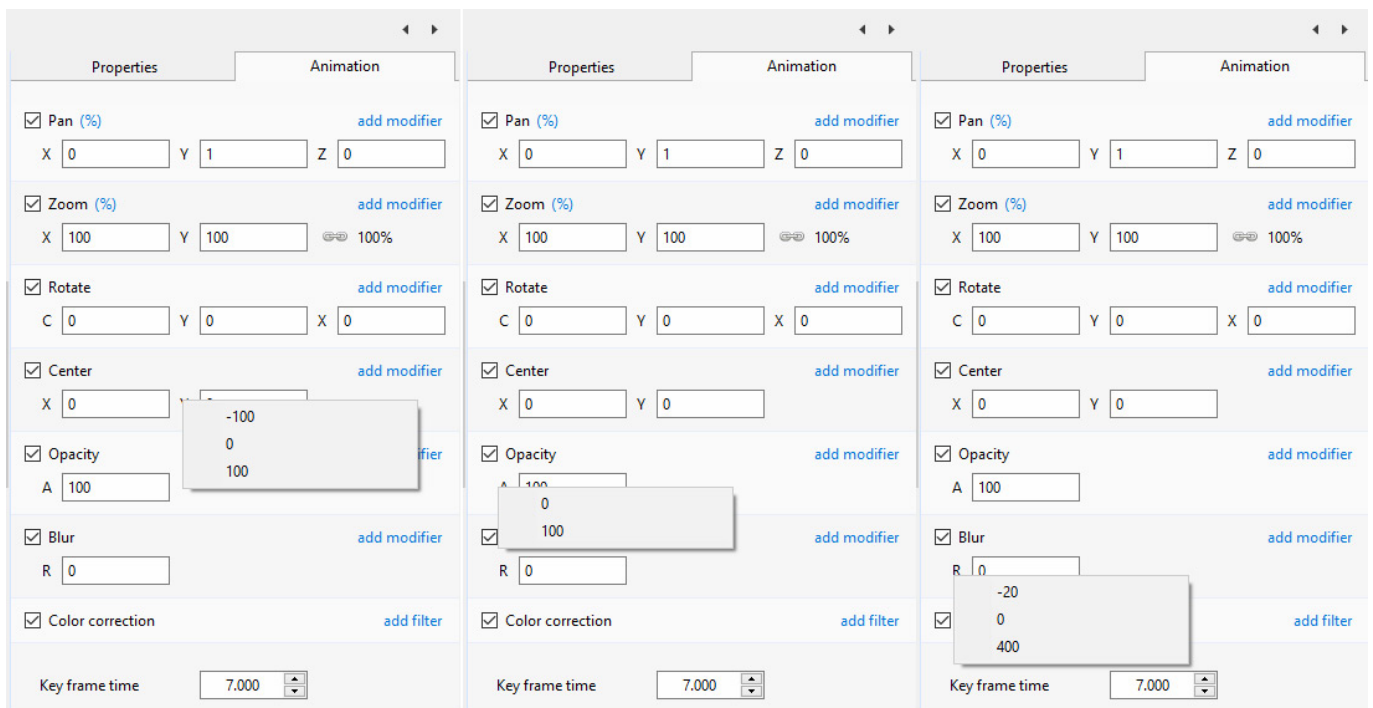 Properties Animation
Pan (%) add modifier
X 0 Y 1 Z 0
Zoom (%) add modifier
X 100 Y 100 100%
Rotate add modifier
C 0 Y 0 X 0
Center add modifier
X 0
-100
0
100
Opacity
A 100
Blur add modifier
R 0
Color correction add filter
Key frame time 7.000
Properties Animation
Pan (%) add modifier
X 0 Y 1 Z 0
Zoom (%) add modifier
X 100 Y 100 100%
Rotate add modifier
C 0 Y 0 X 0
Center add modifier
X 0 Y 0
Opacity add modifier
A 100
0
100
add modifier
R 0
Color correction add filter
Key frame time 7.000
Properties Animation
Pan (%) add modifier
X 0 Y 1 Z 0
Zoom (%) add modifier
X 100 Y 100 100%
Rotate add modifier
C 0 Y 0 X 0
Center add modifier
X 0 Y 0
Opacity add modifier
A 100
Blur add modifier
R 0
-20
0
400
add filter
Key frame time 7.000